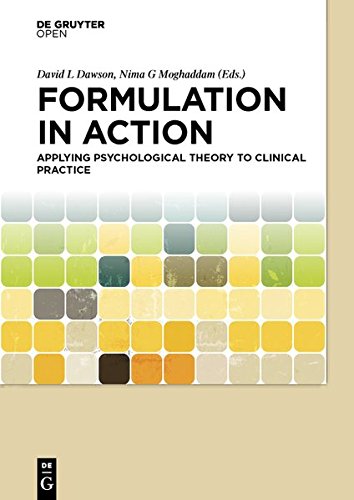 DE GRUYTER
OPEN
David L Dawson, Nima G Moghaddam (Eds.)
FORMULATION
IN ACTION
APPLYING PSYCHOLOGICAL THEORY TO CLINICAL
PRACTICE
DE
G